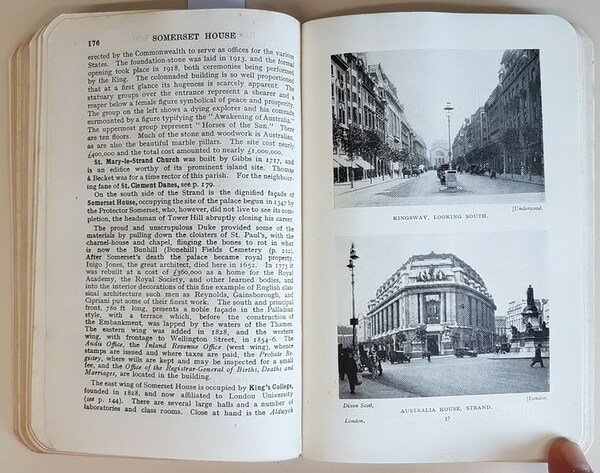 176 SOMERSET HOUSE
erected by the Commonwealth to serve as offices for the various
States. The foundation-stone was laid in 1913, and the formal
opening took place in 1918, both ceremonies being performed
by the King. The colonnaded building is so well proportioned
that at a first glance its hugeness is scarcely apparent. The
statuary groups over the entrance represent a shearer and a
reaper below a female figure symbolical of peace and prosperity.
The group on the left shows a dying explorer and his comrade
surmounted by a figure typifying the "Awakening of Australia."
The uppermost group represent "Horses of the Sun." There
are ten floors. Much of the stone and woodwork is Australian,
as are also the beautiful marble pillars. The site cost nearly
£400,000 and the total cost amounted to nearly £1,000,000.
St. Mary-le-Strand Church was built by Gibbs in 1717, and
is an edifice worthy of its prominent island site. Thomas
à Becket was for a time rector of this parish. For the neighbour-
ing fane of St. Clement Danes, see p. 179.
On the south side of the Strand is the dignified façade of
Somerset House, occupying the site of the palace begun in 1547 by
the Protector Somerset, who, however, did not live to see its com-
pletion, the headsman of Tower Hill abruptly closing his career.
The proud and unscrupulous Duke provided some of the
materials by pulling down the cloisters of St. Paul's, with the
charnel-house and chapel, flinging the bones to rot in what
is now the Bunhill (Bonehill) Fields Cemetery (p. 212).
After Somerset's death the palace became royal property.
Inigo Jones, the great architect, died here in 1652. In 1775 it
was rebuilt at a cost of £360,000 as a home for the Royal
Academy, the Royal Society, and other learned bodies, and
into the interior decorations of this fine example of English clas-
sical architecture such men as Reynolds, Gainsborough, and
Cipriani put some of their finest work. The south and principal
front, 780 ft. long, presents a noble façade in the Palladian
style, with a terrace which, before the construction of
the Embankment, was lapped by the waters of the Thames.
The eastern wing was added in 1828, and the western
wing, with frontage to Wellington Street, in 1854-6. The
Audit Office, the Inland Revenue Office (west wing), whence
stamps are issued and where taxes are paid, the Probate Re-
gistry, where wills are kept and may be inspected for a small
fee, and the Office of the Registrar-General of Births, Deaths and
Marriages, are located in the building.
The east wing of Somerset House is occupied by King's College,
founded in 1828, and now affiliated to London University
(see p. 144). There are several large halls and a number of
laboratories and class rooms. Close at hand is the Aldwych
[Underwood.
KINGSWAY, LOOKING SOUTH.
Dixon Scott,
[London.
AUSTRALIA HOUSE, STRAND.
London.
37